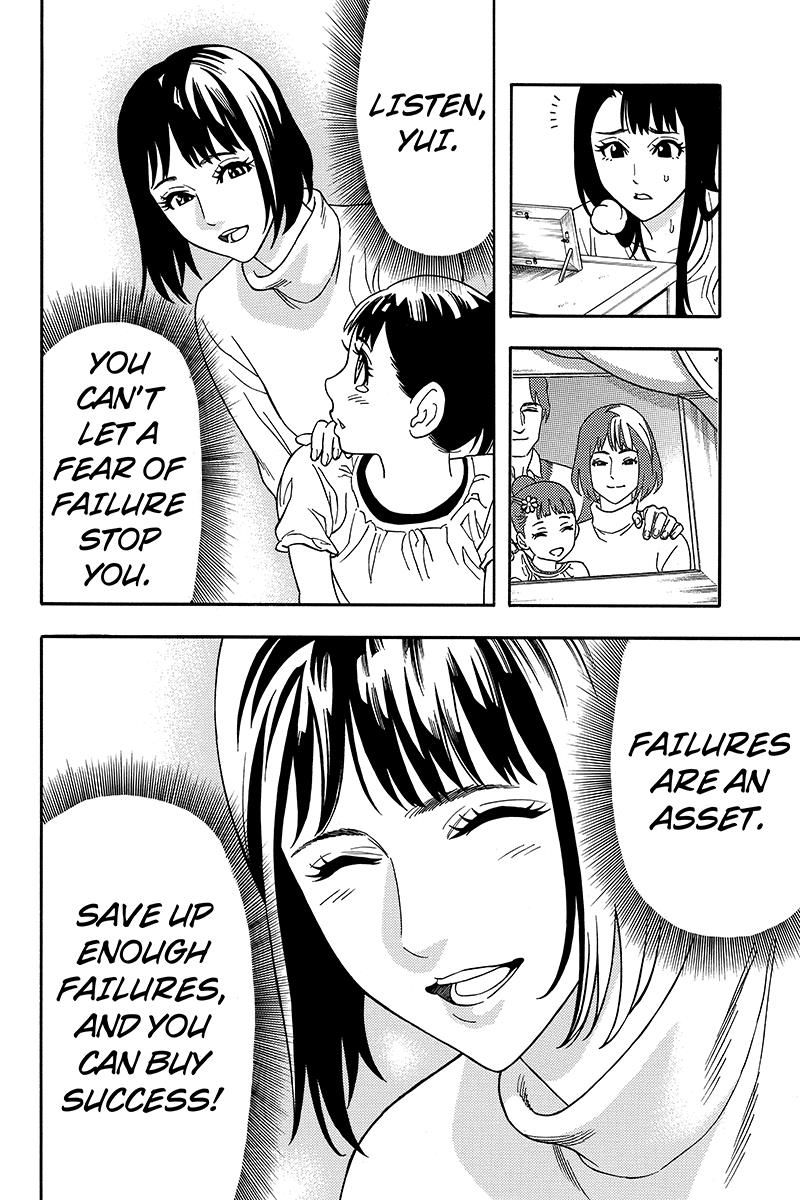 LISTEN,
YUI.
YOU
CAN'T
LET A
FEAR OF
FAILURE
STOP
YOU.
FAILURES
ARE AN
ASSET.
SAVE UP
ENOUGH
FAILURES,
AND YOU
CAN BUY
SUCCESS!